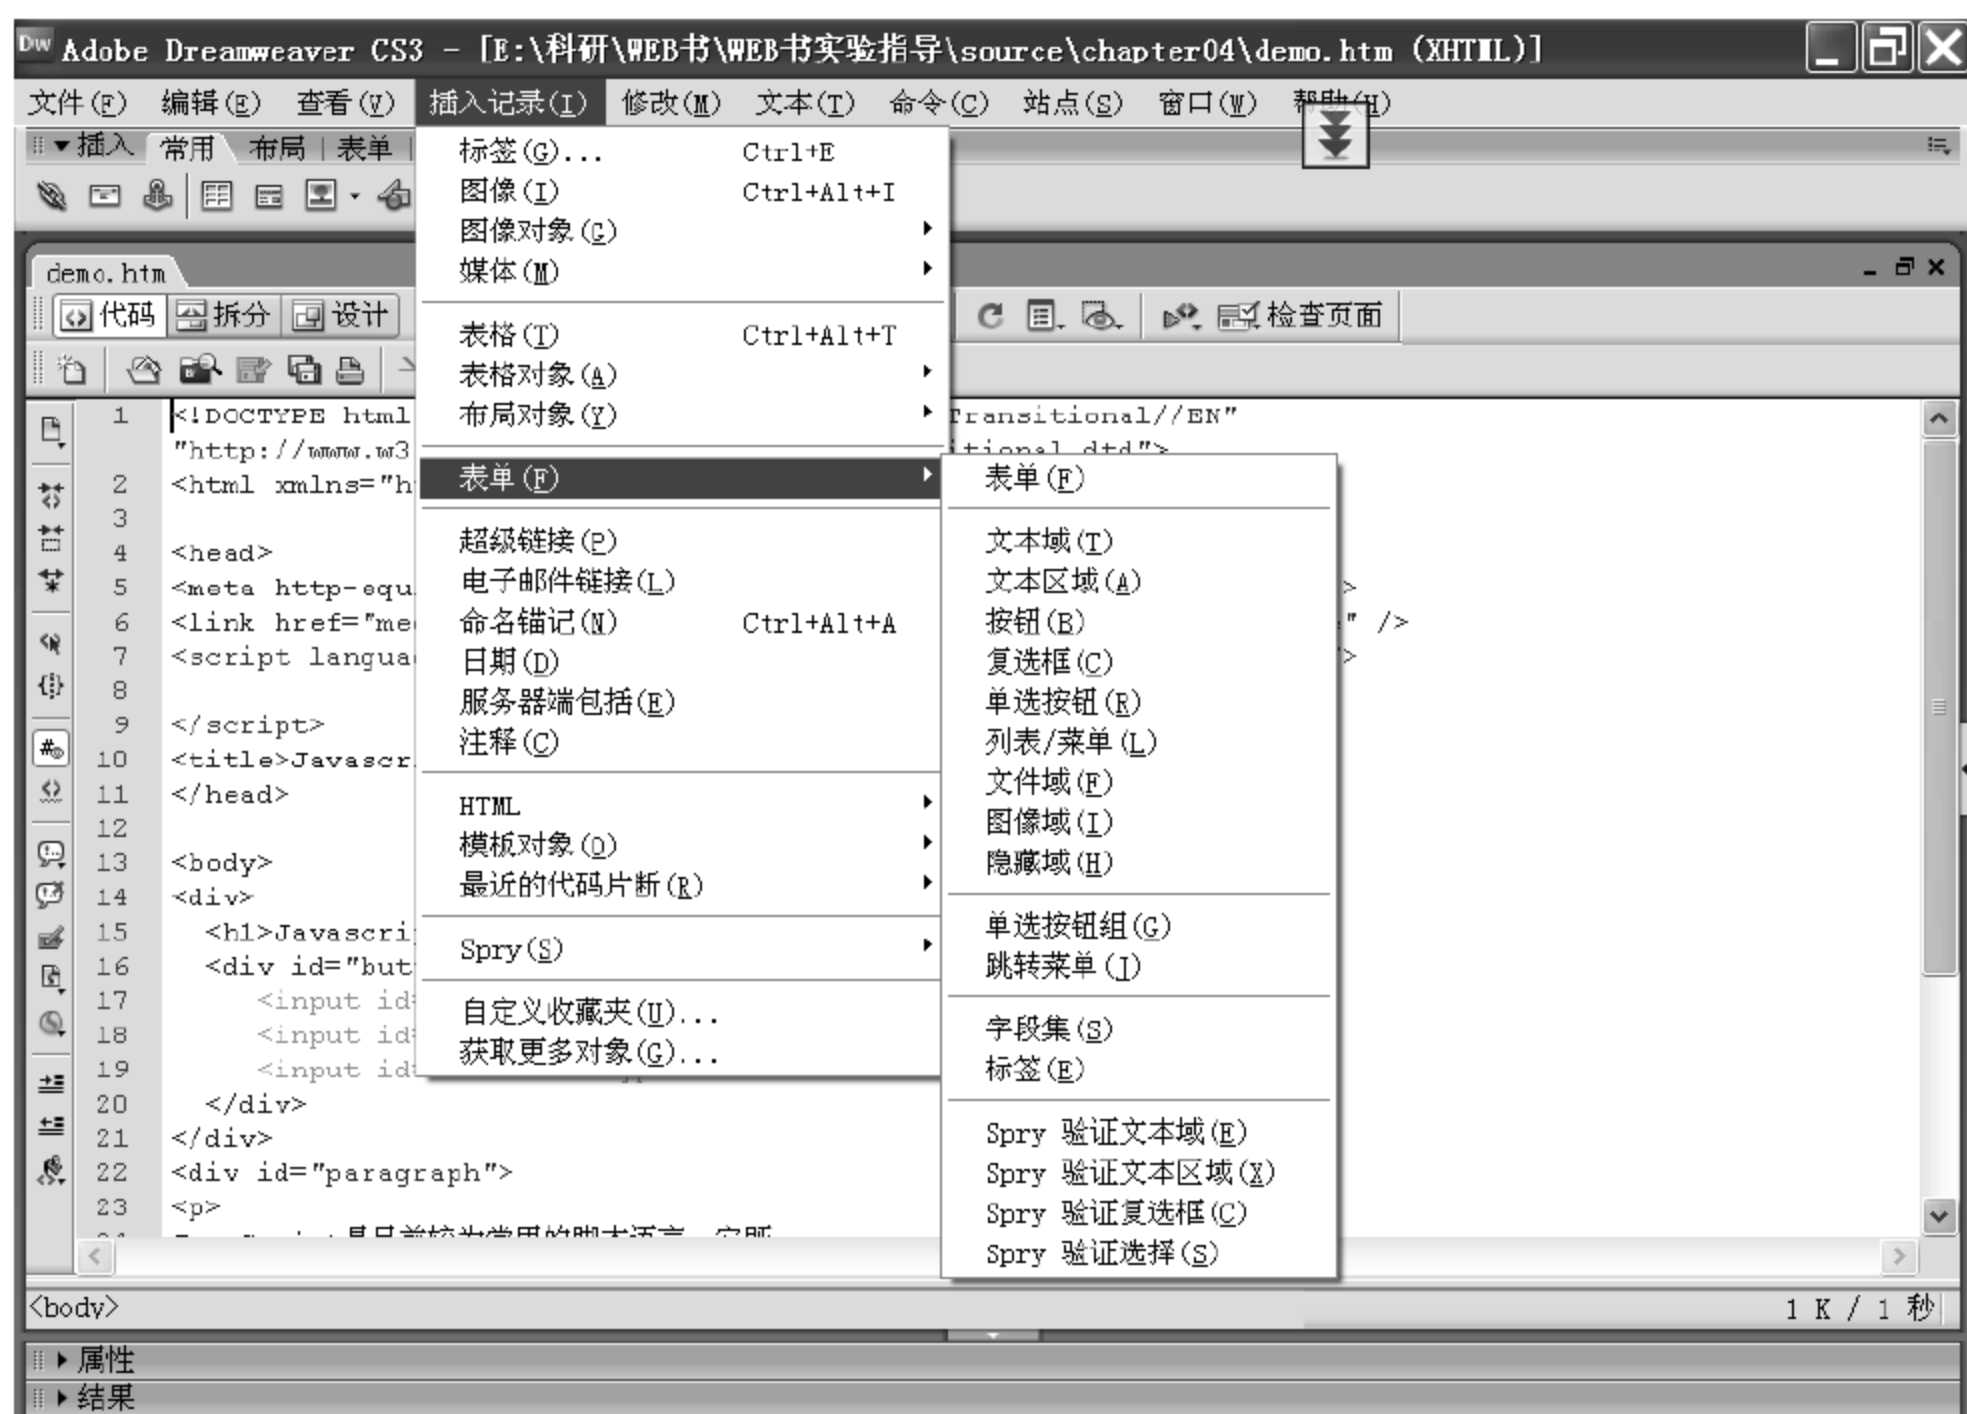 Dw Adobe Dreamweaver CS3 - [E:\科研\WEB书\WEB书实验指导\source\chapter04\demo.htm (XHTML)]
文件(F) 编辑(E) 查看(V) 插入记录(I) 修改(M) 文本(T) 命令(C) 站点(S) 窗口(W) 帮助(H)
▼插入 常用 布局 表单
标签(G)... Ctrl+E
图像(I) Ctrl+Alt+I
图像对象(G)
媒体(M)
表格(T) Ctrl+Alt+T
表格对象(A)
布局对象(Y)
表单(F)
超级链接(P)
电子邮件链接(L)
命名锚记(N) Ctrl+Alt+A
日期(D)
服务器端包括(E)
注释(C)
HTML
模板对象(O)
最近的代码片断(R)
Spry(S)
自定义收藏夹(U)...
获取更多对象(G)...
表单(F)
文本域(T)
文本区域(A)
按钮(B)
复选框(C)
单选按钮(R)
列表/菜单(L)
文件域(F)
图像域(I)
隐藏域(H)
单选按钮组(G)
跳转菜单(J)
字段集(S)
标签(E)
Spry 验证文本域(E)
Spry 验证文本区域(X)
Spry 验证复选框(C)
Spry 验证选择(S)
demo.htm
代码 拆分 设计 检查页面
1 <!DOCTYPE html Transitional//EN"
"http://www.w3 itional.dtd">
2 <html xmlns="h
3
4 <head>
5 <meta http-equ >
6 <link href="me " />
7 <script langua >
8
9 </script>
10 <title>Javascr
11 </head>
12
13 <body>
14 <div>
15 <h1>Javascri
16 <div id="but
17 <input id
18 <input id
19 <input id
20 </div>
21 </div>
22 <div id="paragraph">
23 <p>
<body> 1 K / 1 秒
属性
结果